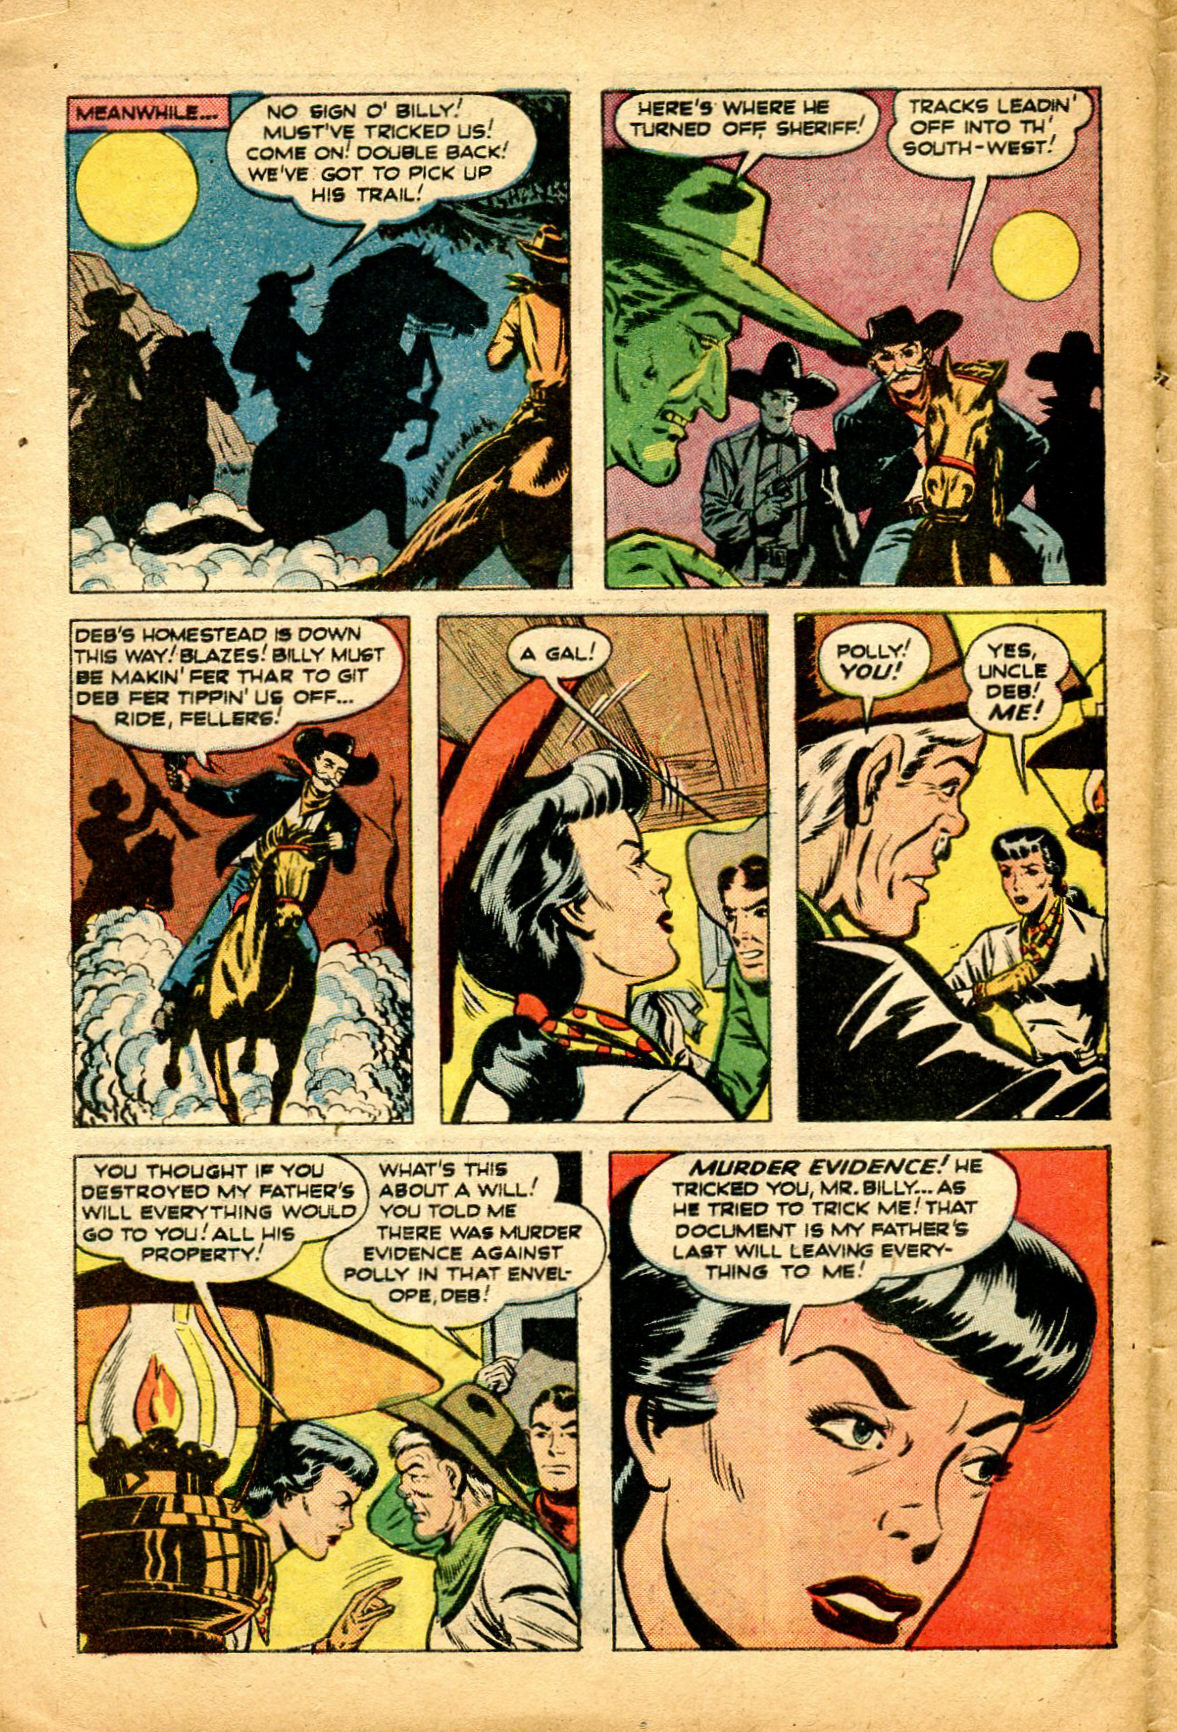 MEANWHILE...
NO SIGN O' BILLY!
MUST'VE TRICKED US!
COME ON! DOUBLE BACK!
WE'VE GOT TO PICK UP
HIS TRAIL!
HERE'S WHERE HE
TURNED OFF, SHERIFF!
TRACKS LEADIN'
OFF INTO TH'
SOUTH-WEST!
DEB'S HOMESTEAD IS DOWN
THIS WAY! BLAZES! BILLY MUST
BE MAKIN' FER THAR TO GIT
DEB FER TIPPIN' US OFF...
RIDE, FELLERS!
A GAL!
POLLY!
YOU!
YES,
UNCLE
DEB!
ME!
YOU THOUGHT IF YOU
DESTROYED MY FATHER'S
WILL EVERYTHING WOULD
GO TO YOU! ALL HIS
PROPERTY!
WHAT'S THIS
ABOUT A WILL!
YOU TOLD ME
THERE WAS MURDER
EVIDENCE AGAINST
POLLY IN THAT ENVEL-
OPE, DEB!
MURDER EVIDENCE! HE
TRICKED YOU, MR. BILLY... AS
HE TRIED TO TRICK ME! THAT
DOCUMENT IS MY FATHER'S
LAST WILL LEAVING EVERY-
THING TO ME!